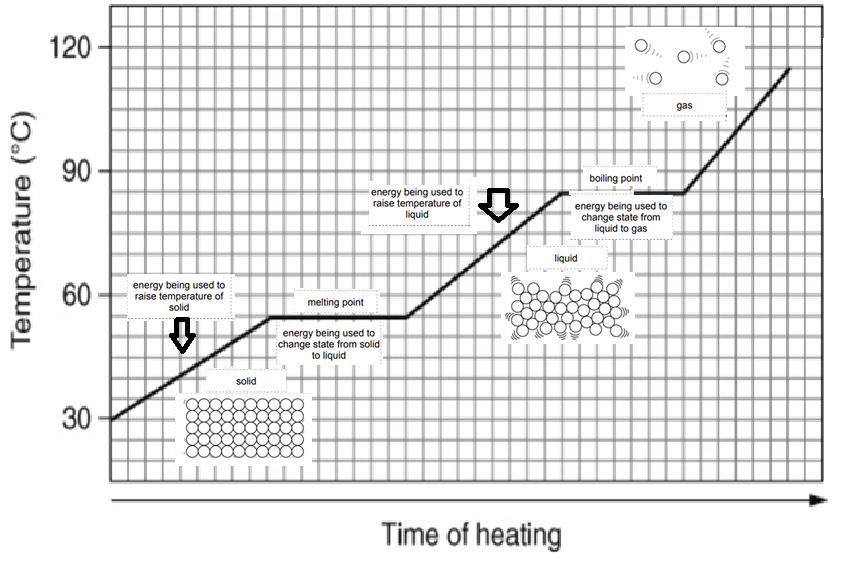 120
gas
Temperature (°C)
90
boiling point
energy being used to
raise temperature of
liquid
energy being used to
change state from
liquid to gas
liquid
energy being used to
raise temperature of
solid
60
melting point
energy being used to
change state from solid
to liquid
solid
30
Time of heating